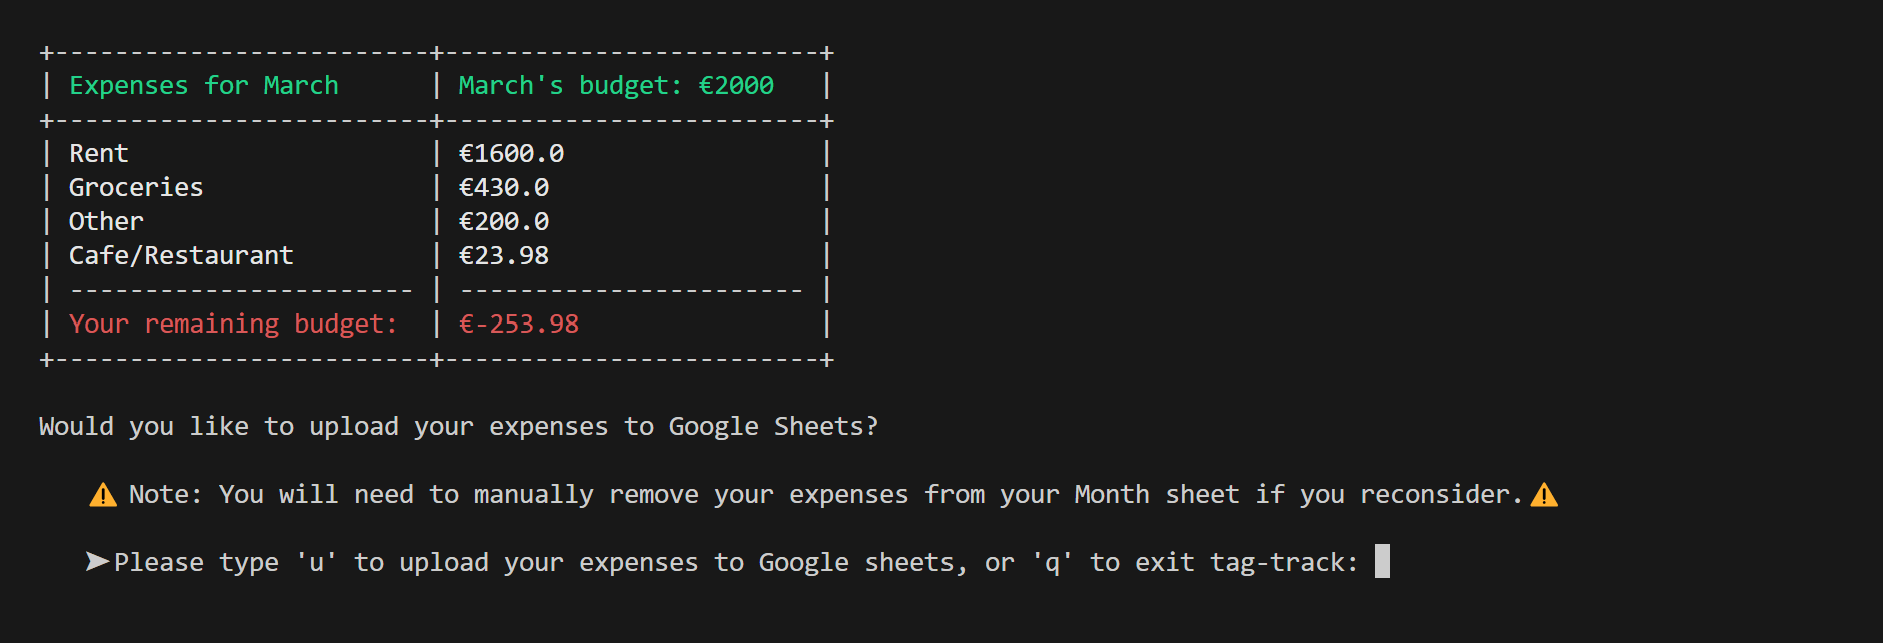 +-------------------------+-------------------------+
| Expenses for March      | March's budget: €2000   |
+-------------------------+-------------------------+
| Rent                    | €1600.0                 |
| Groceries               | €430.0                  |
| Other                   | €200.0                  |
| Cafe/Restaurant         | €23.98                  |
| ----------------------- | ----------------------- |
| Your remaining budget:  | €-253.98                |
+-------------------------+-------------------------+
Would you like to upload your expenses to Google Sheets?
⚠ Note: You will need to manually remove your expenses from your Month sheet if you reconsider.⚠
➤Please type 'u' to upload your expenses to Google sheets, or 'q' to exit tag-track: